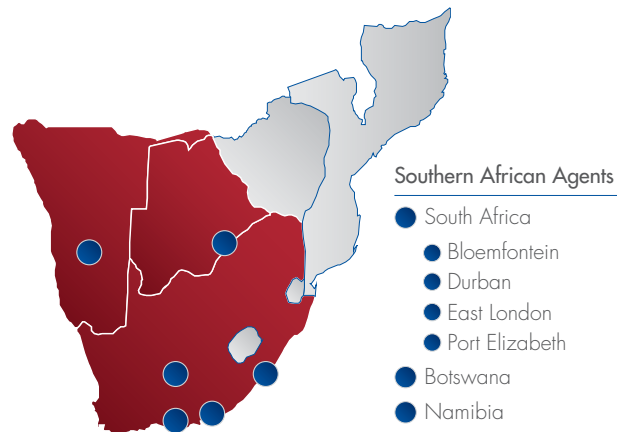 Southern African Agents
South Africa
Bloemfontein
Durban
East London
Port Elizabeth
Botswana
Namibia